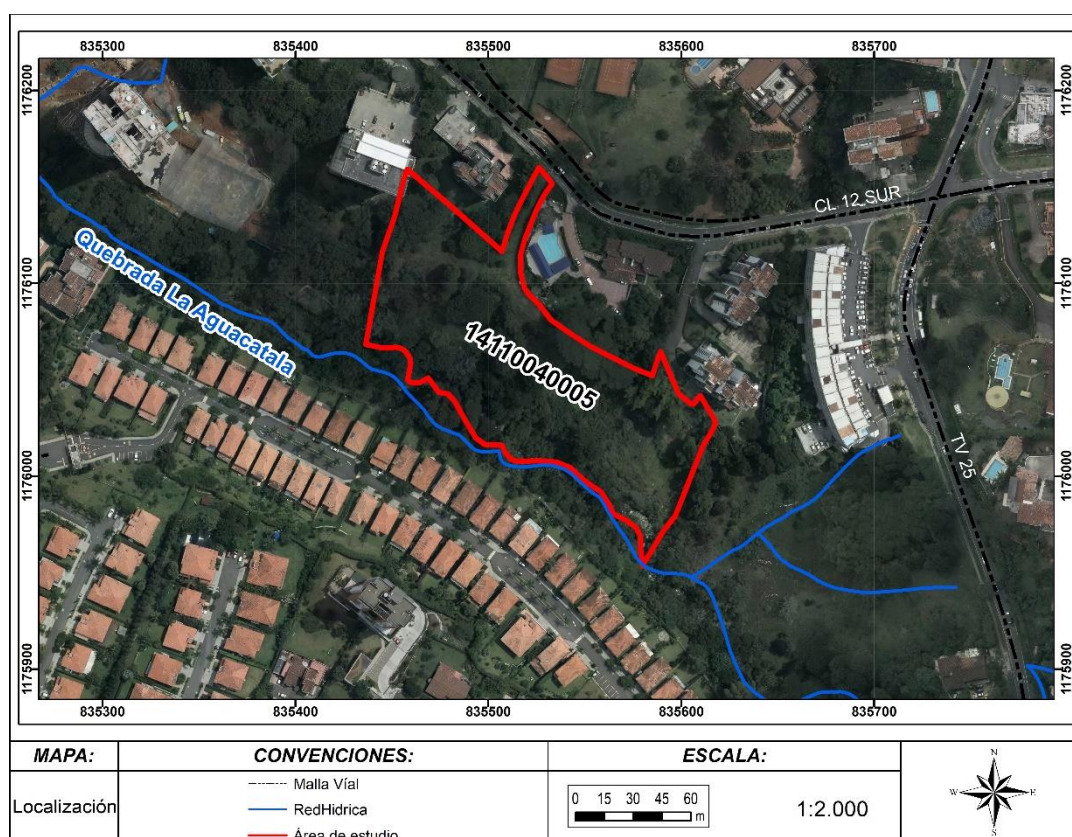 835300 835400 835500 835600 835700
1176200 1176200
CL 12 SUR
1176100 1176100
Quebrada La Aguacatala
14110040005
TV 25
1176000 1176000
1175900 1175900
835300 835400 835500 835600 835700
MAPA: CONVENCIONES: ESCALA:
Localización
Malla Víal
RedHidrica
Área de estudio
0 15 30 45 60
m
1:2.000
N
W E
S